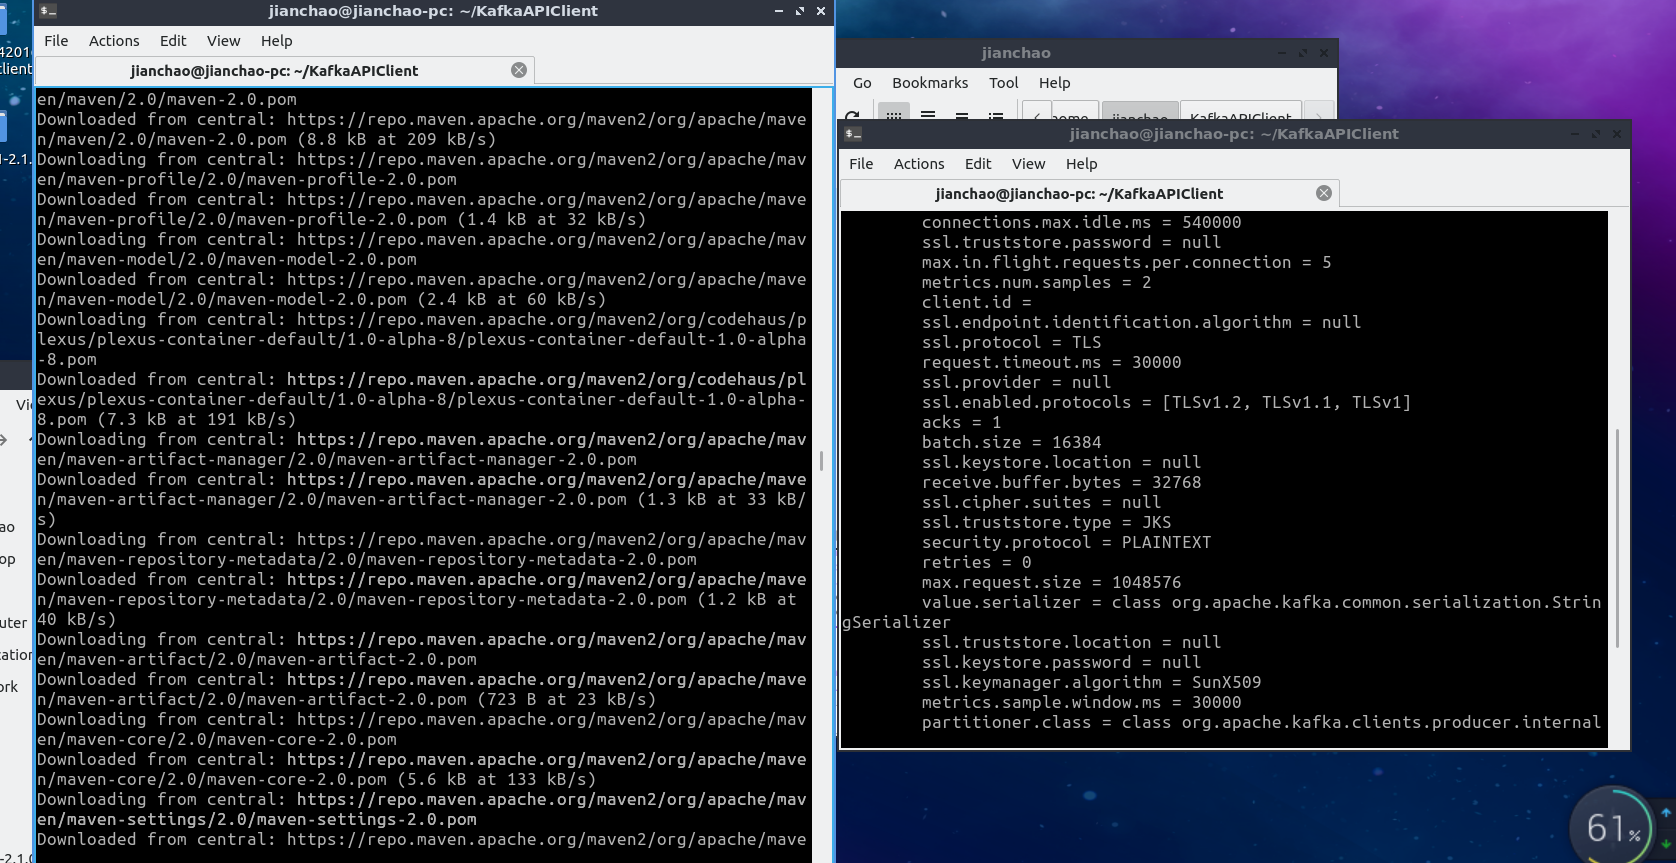 jianchao@jianchao-pc: ~/KafkaAPIClient
File Actions Edit View Help
jianchao@jianchao-pc: ~/KafkaAPIClient
en/maven/2.0/maven-2.0.pom
Downloaded from central: https://repo.maven.apache.org/maven2/org/apache/mave
n/maven/2.0/maven-2.0.pom (8.8 kB at 209 kB/s)
Downloading from central: https://repo.maven.apache.org/maven2/org/apache/mav
en/maven-profile/2.0/maven-profile-2.0.pom
Downloaded from central: https://repo.maven.apache.org/maven2/org/apache/mave
n/maven-profile/2.0/maven-profile-2.0.pom (1.4 kB at 32 kB/s)
Downloading from central: https://repo.maven.apache.org/maven2/org/apache/mav
en/maven-model/2.0/maven-model-2.0.pom
Downloaded from central: https://repo.maven.apache.org/maven2/org/apache/mave
n/maven-model/2.0/maven-model-2.0.pom (2.4 kB at 60 kB/s)
Downloading from central: https://repo.maven.apache.org/maven2/org/codehaus/p
lexus/plexus-container-default/1.0-alpha-8/plexus-container-default-1.0-alpha
-8.pom
Downloaded from central: https://repo.maven.apache.org/maven2/org/codehaus/pl
exus/plexus-container-default/1.0-alpha-8/plexus-container-default-1.0-alpha-
8.pom (7.3 kB at 191 kB/s)
Downloading from central: https://repo.maven.apache.org/maven2/org/apache/mav
en/maven-artifact-manager/2.0/maven-artifact-manager-2.0.pom
Downloaded from central: https://repo.maven.apache.org/maven2/org/apache/mave
n/maven-artifact-manager/2.0/maven-artifact-manager-2.0.pom (1.3 kB at 33 kB/
s)
Downloading from central: https://repo.maven.apache.org/maven2/org/apache/mav
en/maven-repository-metadata/2.0/maven-repository-metadata-2.0.pom
Downloaded from central: https://repo.maven.apache.org/maven2/org/apache/mave
n/maven-repository-metadata/2.0/maven-repository-metadata-2.0.pom (1.2 kB at
40 kB/s)
Downloading from central: https://repo.maven.apache.org/maven2/org/apache/mav
en/maven-artifact/2.0/maven-artifact-2.0.pom
Downloaded from central: https://repo.maven.apache.org/maven2/org/apache/mave
n/maven-artifact/2.0/maven-artifact-2.0.pom (723 B at 23 kB/s)
Downloading from central: https://repo.maven.apache.org/maven2/org/apache/mav
en/maven-core/2.0/maven-core-2.0.pom
Downloaded from central: https://repo.maven.apache.org/maven2/org/apache/mave
n/maven-core/2.0/maven-core-2.0.pom (5.6 kB at 133 kB/s)
Downloading from central: https://repo.maven.apache.org/maven2/org/apache/mav
en/maven-settings/2.0/maven-settings-2.0.pom
Downloaded from central: https://repo.maven.apache.org/maven2/org/apache/mave
jianchao
Go Bookmarks Tool Help
jianchao KafkaAPIClient
jianchao@jianchao-pc: ~/KafkaAPIClient
File Actions Edit View Help
jianchao@jianchao-pc: ~/KafkaAPIClient
connections.max.idle.ms = 540000
ssl.truststore.password = null
max.in.flight.requests.per.connection = 5
metrics.num.samples = 2
client.id =
ssl.endpoint.identification.algorithm = null
ssl.protocol = TLS
request.timeout.ms = 30000
ssl.provider = null
ssl.enabled.protocols = [TLSv1.2, TLSv1.1, TLSv1]
acks = 1
batch.size = 16384
ssl.keystore.location = null
receive.buffer.bytes = 32768
ssl.cipher.suites = null
ssl.truststore.type = JKS
security.protocol = PLAINTEXT
retries = 0
max.request.size = 1048576
value.serializer = class org.apache.kafka.common.serialization.Strin
gSerializer
ssl.truststore.location = null
ssl.keystore.password = null
ssl.keymanager.algorithm = SunX509
metrics.sample.window.ms = 30000
partitioner.class = class org.apache.kafka.clients.producer.internal
61%